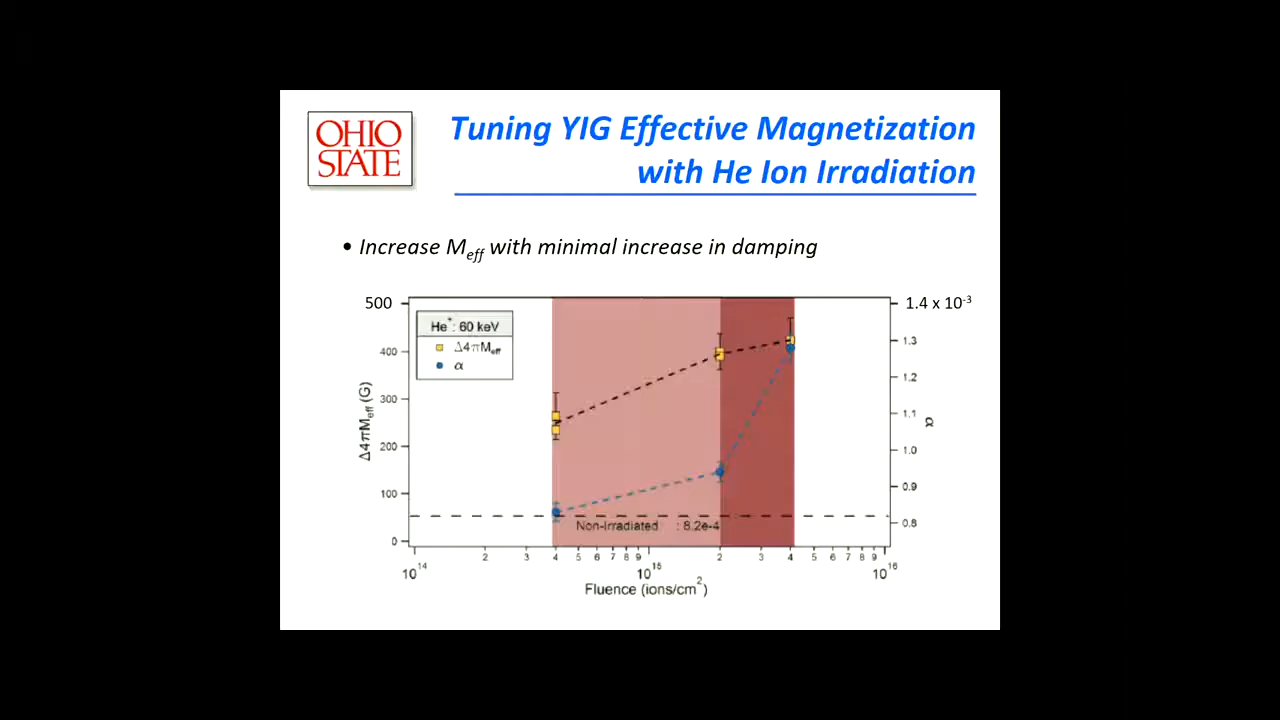 OHIO
STATE
Tuning YIG Effective Magnetization
with He Ion Irradiation
• Increase Meff with minimal increase in damping
500
400
300
200
100
0
Δ4πMeff (G)
He+: 60 keV
Δ4πMeff
α
1.4 x 10-3
1.3
1.2
1.1
1.0
0.9
0.8
α
Non-Irradiated : 8.2e-4
2 3 4 5 6 7 8 9 2 3 4 5 6 7 8 9
10^14 10^15 10^16
Fluence (ions/cm2)